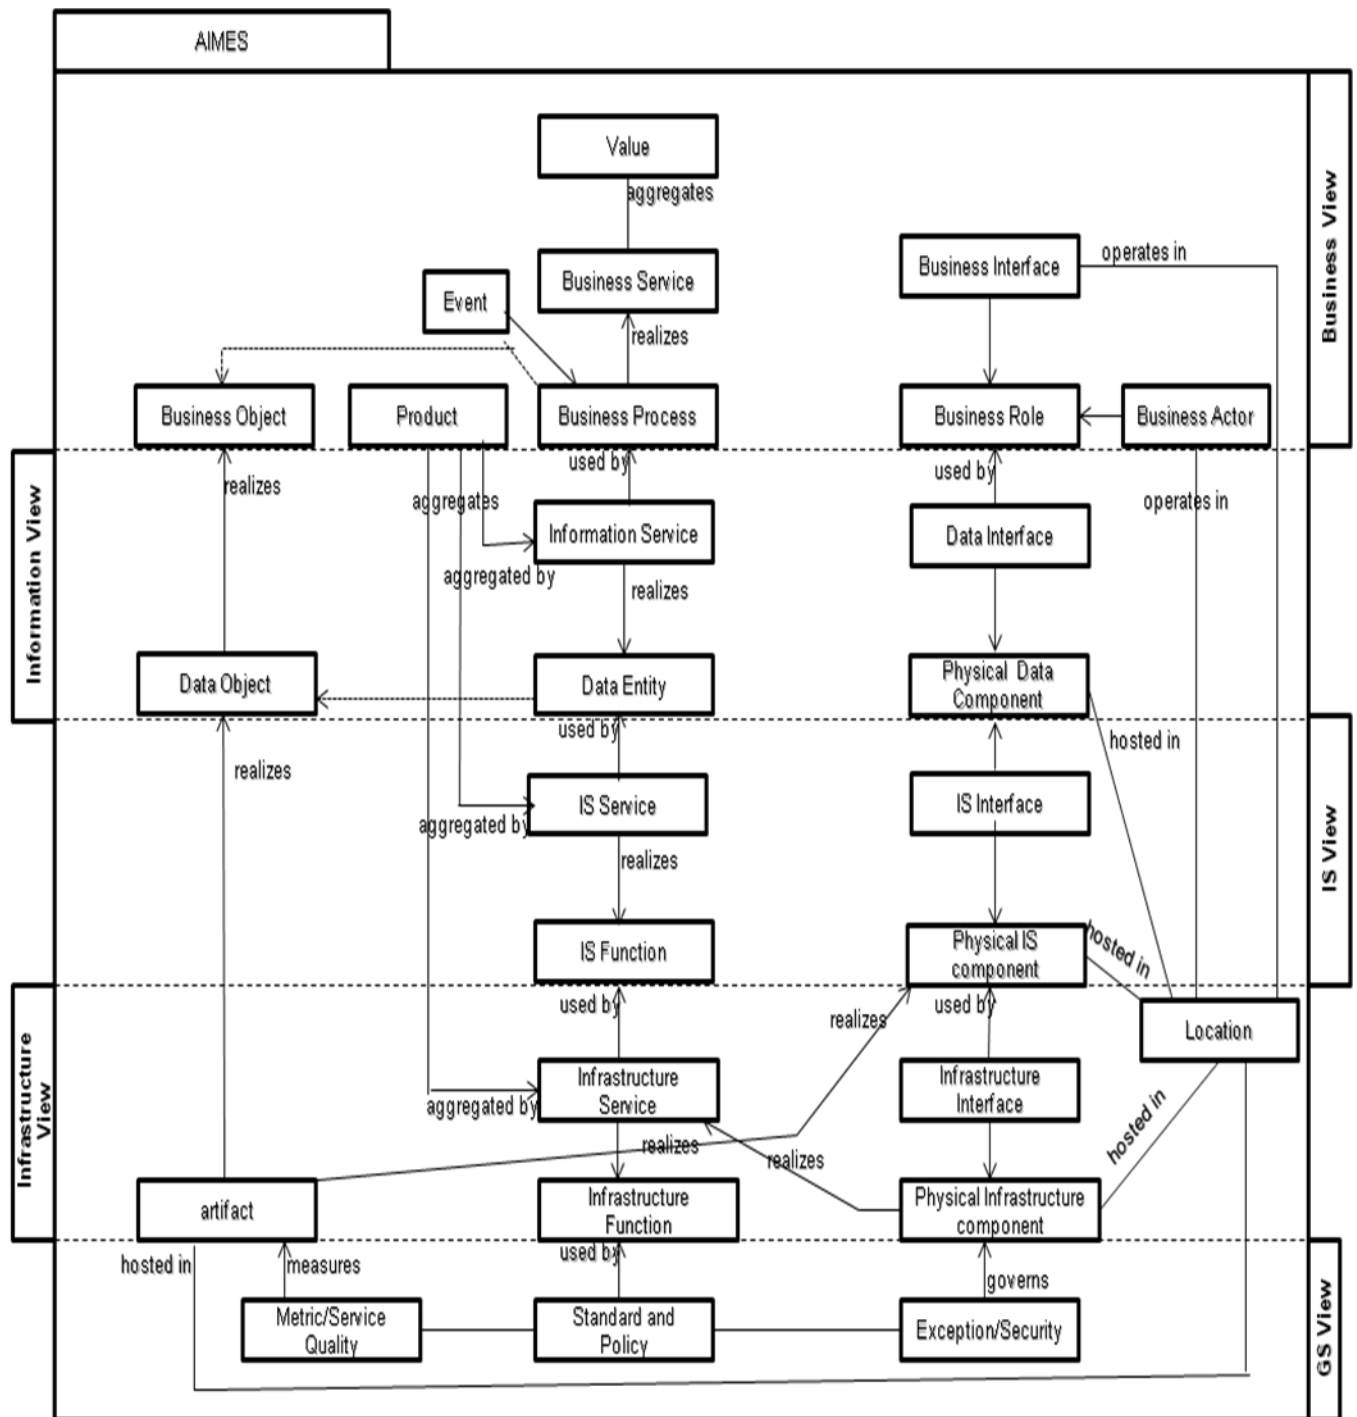 AIMES
Value
aggregates
Business View
Business Interface
operates in
Business Service
Event
realizes
Business Object
Product
Business Process
Business Role
Business Actor
used by
used by
realizes
aggregates
operates in
Information View
Information Service
Data Interface
aggregated by
realizes
Data Object
Data Entity
Physical Data
Component
used by
hosted in
realizes
IS Service
IS Interface
aggregated by
IS View
realizes
IS Function
Physical IS
component
hosted in
used by
used by
realizes
Location
Infrastructure
View
Infrastructure
Service
Infrastructure
Interface
aggregated by
hosted in
realizes
realizes
artifact
Infrastructure
Function
Physical Infrastructure
component
used by
hosted in
measures
governs
Metric/Service
Quality
Standard and
Policy
Exception/Security
GS View